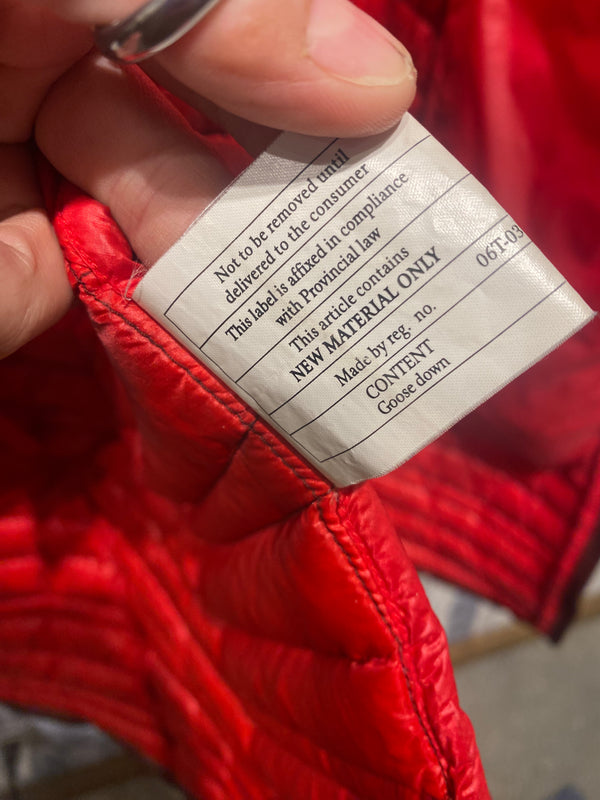 Not to be removed until
delivered to the consumer
This label is affixed in compliance
with Provincial law
This article contains
NEW MATERIAL ONLY
Made by reg. no. 06T-03
CONTENT
Goose down